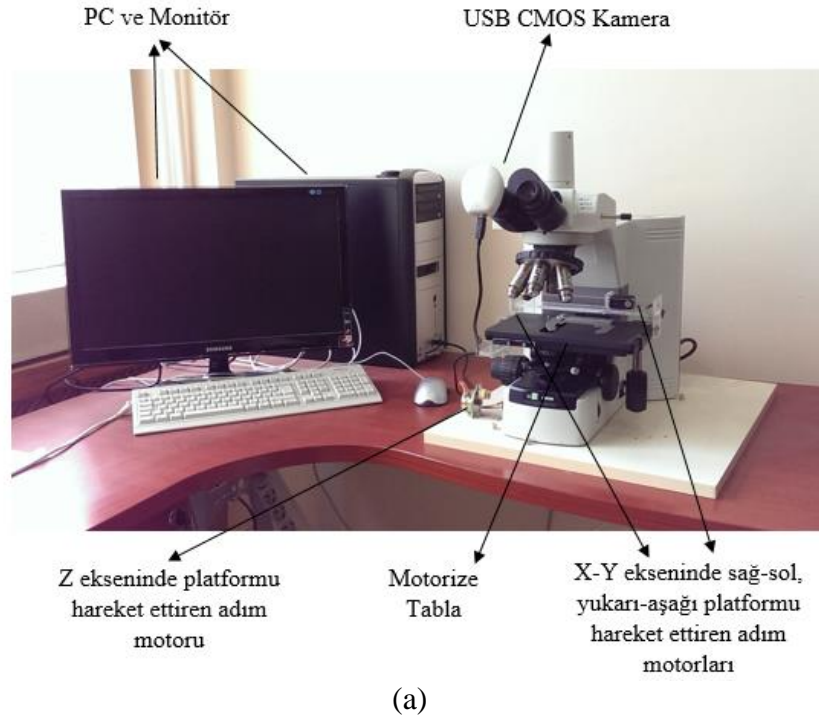 PC ve Monitör
USB CMOS Kamera
SAMSUNG
Z ekseninde platformu
hareket ettiren adım
motoru
Motorize
Tabla
X-Y ekseninde sağ-sol,
yukarı-aşağı platformu
hareket ettiren adım
motorları
(a)